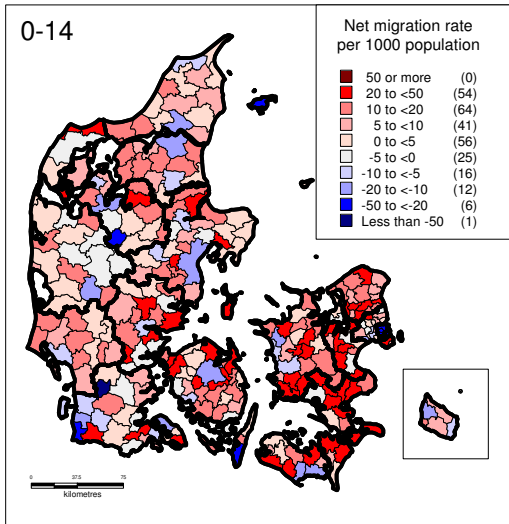 0-14
Net migration rate
per 1000 population
50 or more (0)
20 to <50 (54)
10 to <20 (64)
5 to <10 (41)
0 to <5 (56)
-5 to <0 (25)
-10 to <-5 (16)
-20 to <-10 (12)
-50 to <-20 (6)
Less than -50 (1)
0 37.5 75
kilometres